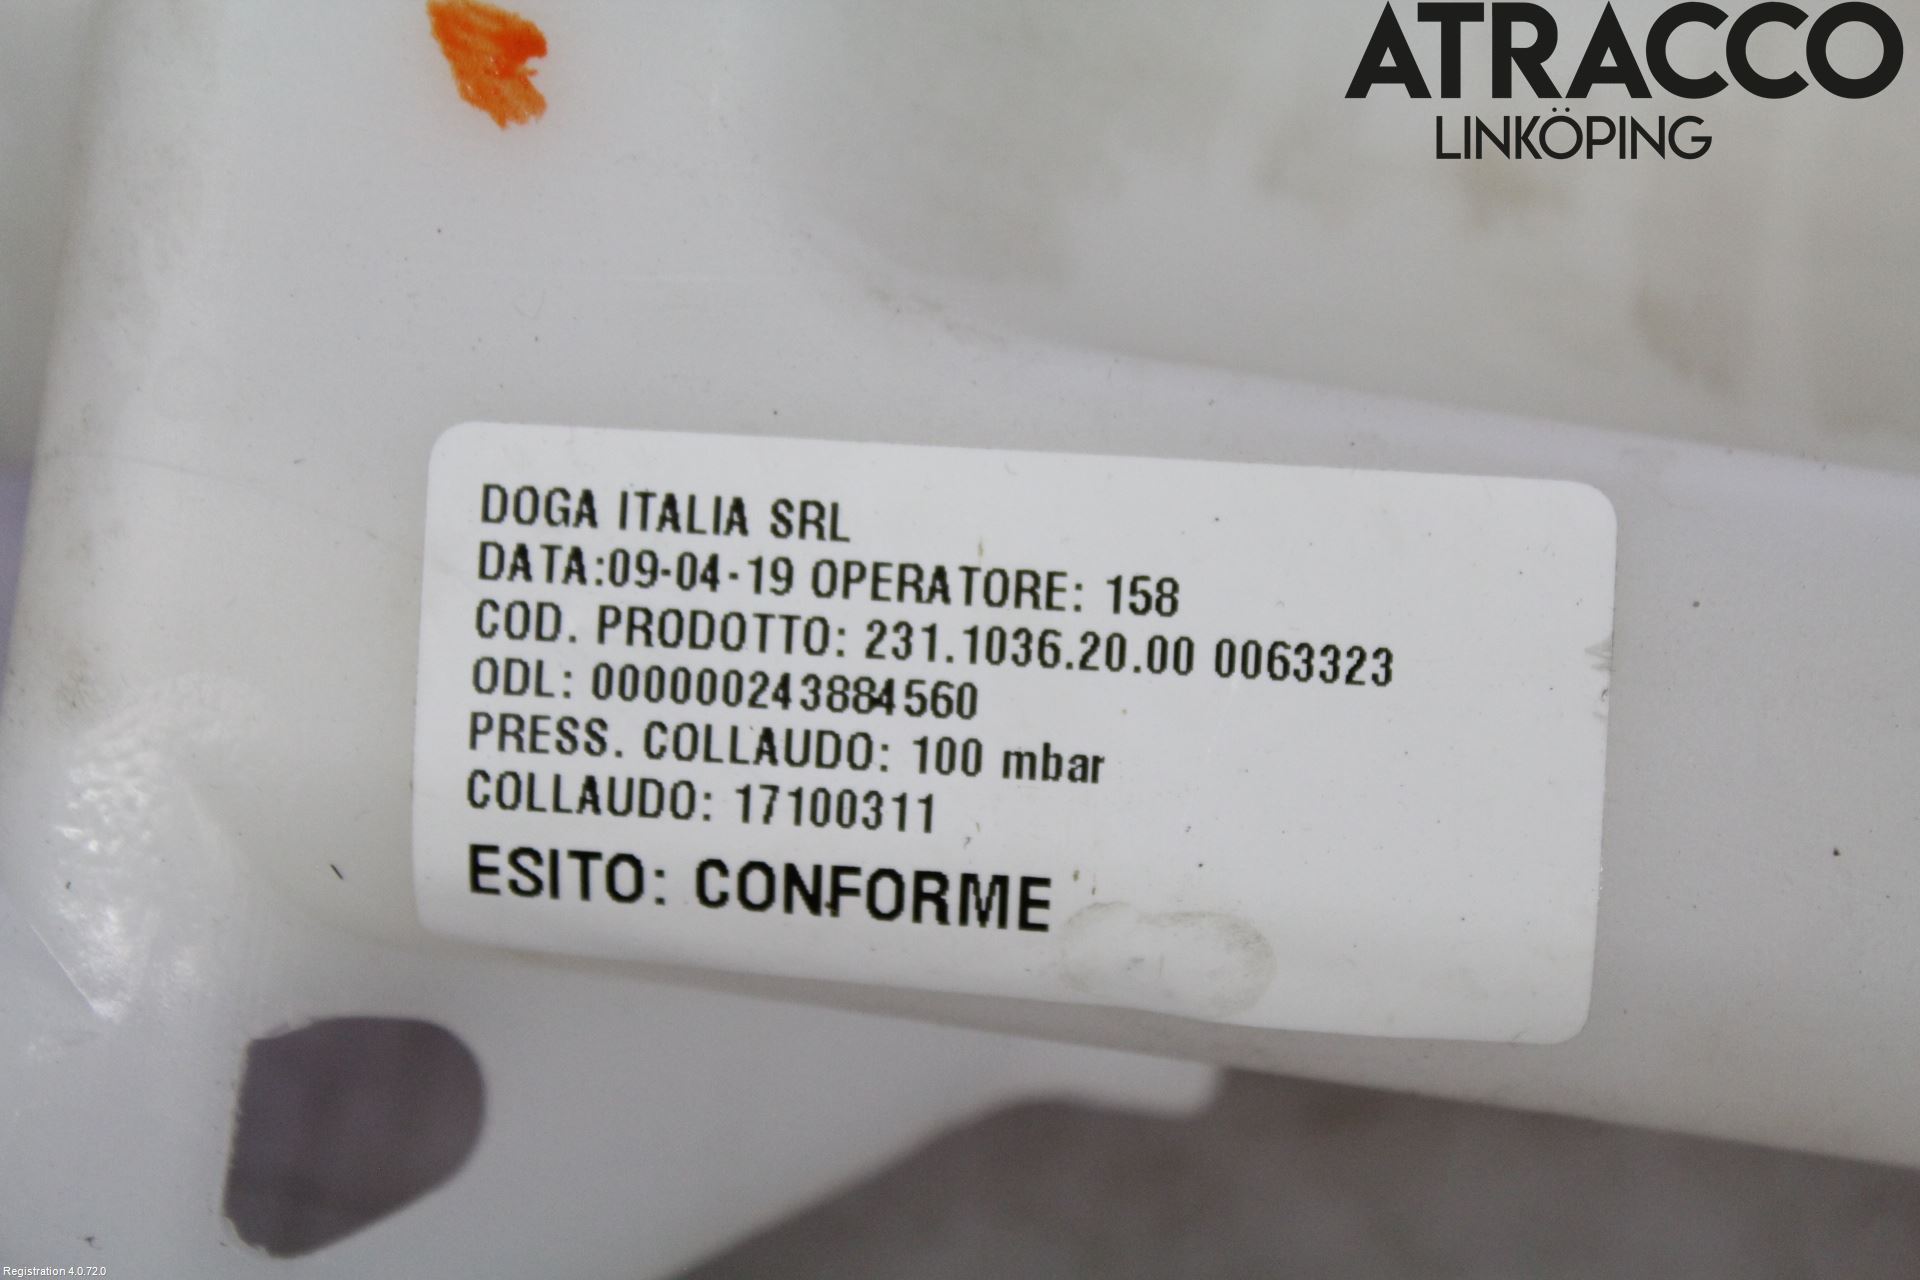 ATRACCO
LINKÖPING
DOGA ITALIA SRL
DATA:09-04-19 OPERATORE: 158
COD. PRODOTTO: 231.1036.20.00 0063323
ODL: 000000243884560
PRESS. COLLAUDO: 100 mbar
COLLAUDO: 17100311
ESITO: CONFORME
Registration 4.0.72.0